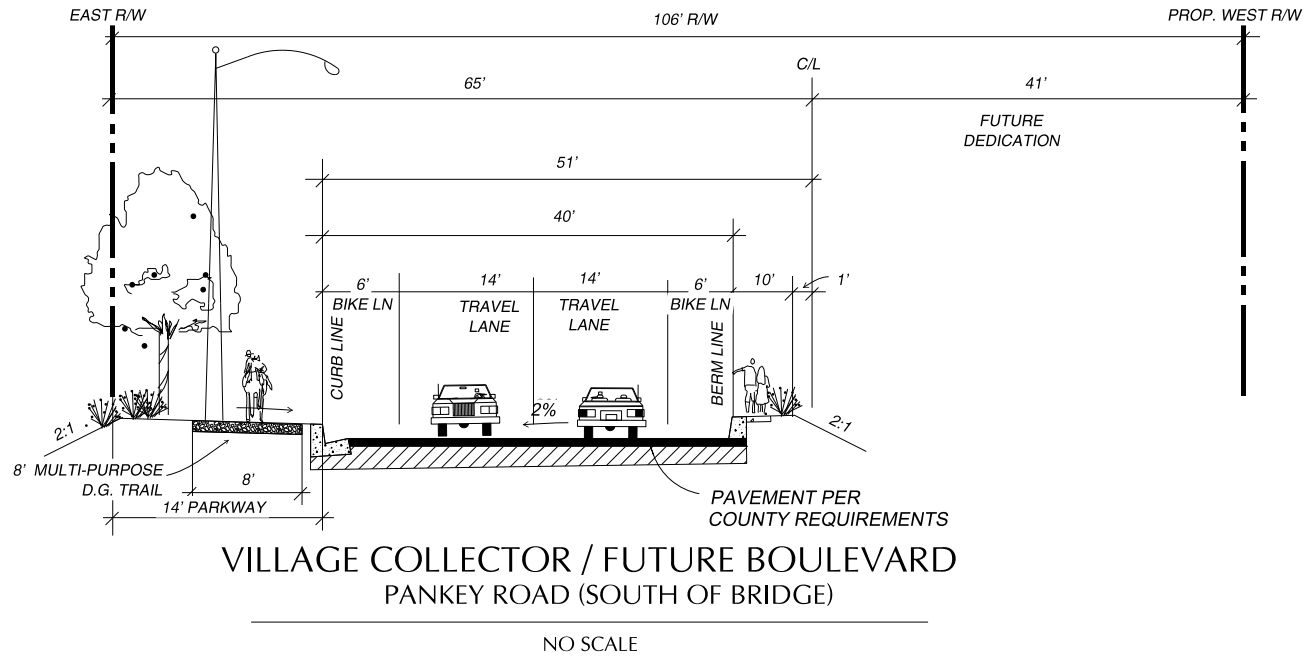 EAST R/W
106' R/W
PROP. WEST R/W
C/L
65'
41'
FUTURE
DEDICATION
51'
40'
6'
14'
14'
6'
10'
1'
BIKE LN
TRAVEL
LANE
TRAVEL
LANE
BIKE LN
CURB LINE
BERM LINE
2%
2:1
2:1
8' MULTI-PURPOSE
D.G. TRAIL
8'
14' PARKWAY
PAVEMENT PER
COUNTY REQUIREMENTS
VILLAGE COLLECTOR / FUTURE BOULEVARD
PANKEY ROAD (SOUTH OF BRIDGE)
NO SCALE